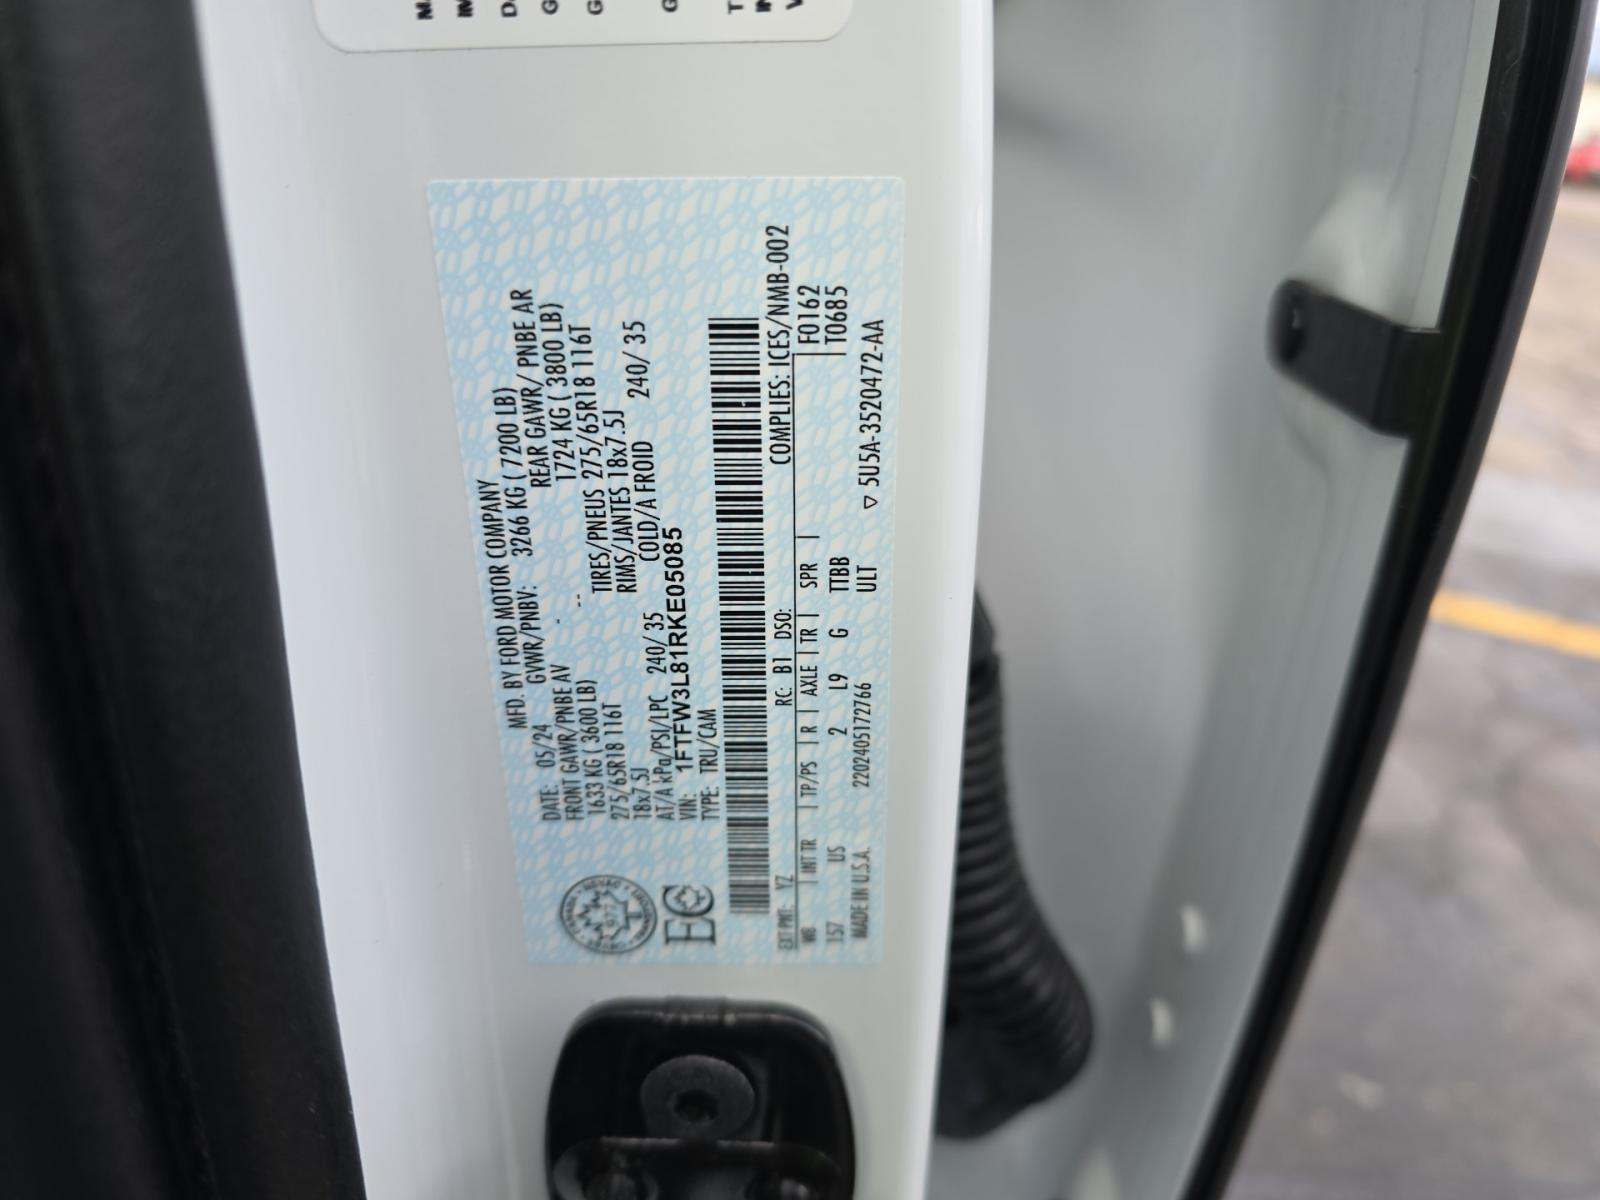 MFD. BY FORD MOTOR COMPANY
DATE: 05/24 GVWR/PNBV: 3266 KG ( 7200 LB)
FRONT GAWR/PNBE AV REAR GAWR/ PNBE AR
1633 KG ( 3600 LB) 1724 KG ( 3800 LB)
275/65R18 116T TIRES/PNEUS 275/65R18 116T
18x7.5J RIMS/JANTES 18x7.5J
AT/A kPa/PSI/LPC 240/ 35 COLD/A FROID 240/ 35
VIN: 1FTFW3L81RKE05085
TYPE: TRU/CAM
EXT PNT: YZ RC: B1 DSO: COMPLIES: ICES/NMB-002
WB | INT TR | TP/PS | R | AXLE | TR | SPR | F0162
157 US 2 L9 G TTBB T0685
ULT
MADE IN U.S.A. 2202405172766 ▽ 5U5A-3520472-AA
EC